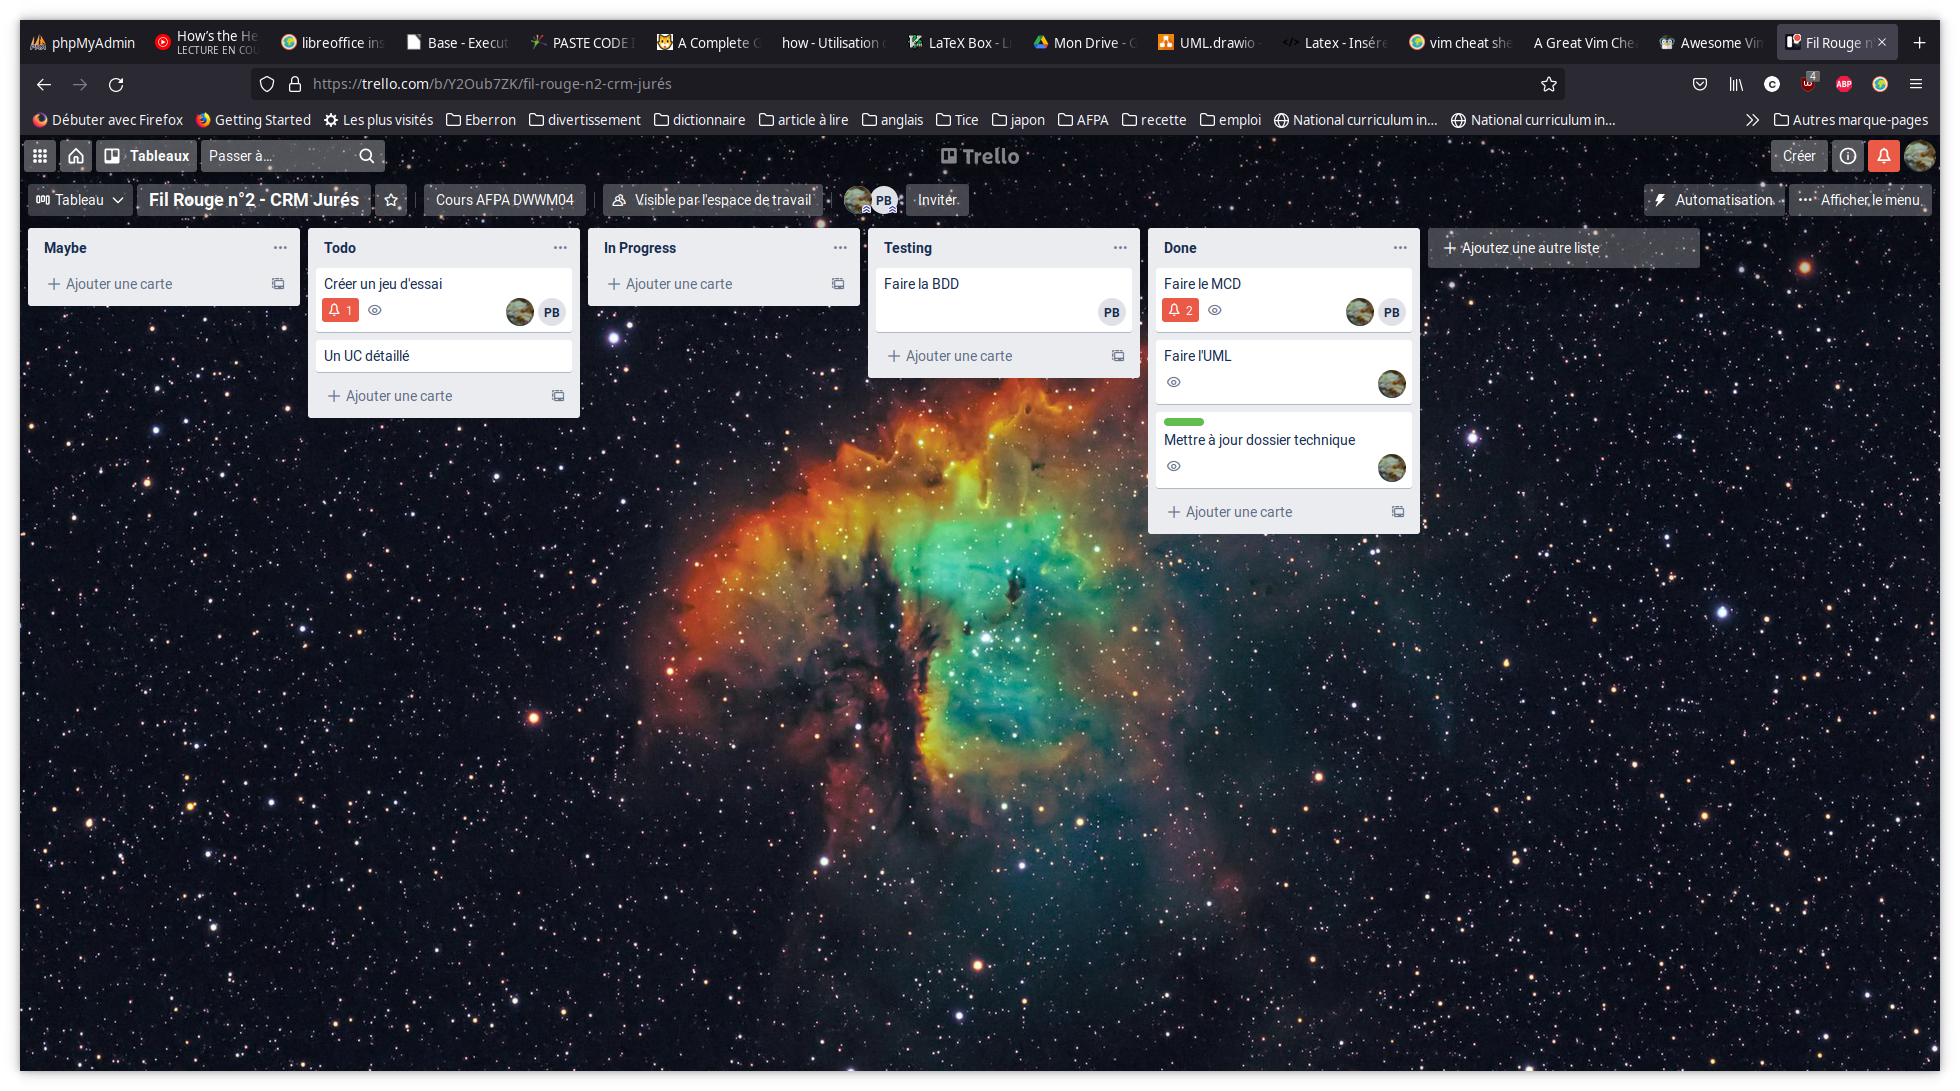 phpMyAdmin
How's the He
LECTURE EN COU
libreoffice ins
Base - Execut
PASTE CODE I
A Complete G
how - Utilisation d
LaTeX Box - L
Mon Drive - G
UML.drawio -
Latex - Insére
vim cheat she
A Great Vim Che
Awesome Vin
Fil Rouge n
https://trello.com/b/Y2Oub7ZK/fil-rouge-n2-crm-jurés
C
4
ABP
Débuter avec Firefox
Getting Started
Les plus visités
Eberron
divertissement
dictionnaire
article à lire
anglais
Tice
japon
AFPA
recette
emploi
National curriculum in...
National curriculum in...
Autres marque-pages
Tableaux
Passer à...
Trello
Créer
Tableau
Fil Rouge n°2 - CRM Jurés
Cours AFPA DWWM04
Visible par l'espace de travail
PB
Inviter
Automatisation
Afficher le menu
Maybe
Ajouter une carte
Todo
Créer un jeu d'essai
1
PB
Un UC détaillé
Ajouter une carte
In Progress
Ajouter une carte
Testing
Faire la BDD
PB
Ajouter une carte
Done
Faire le MCD
2
PB
Faire l'UML
Mettre à jour dossier technique
Ajouter une carte
Ajoutez une autre liste